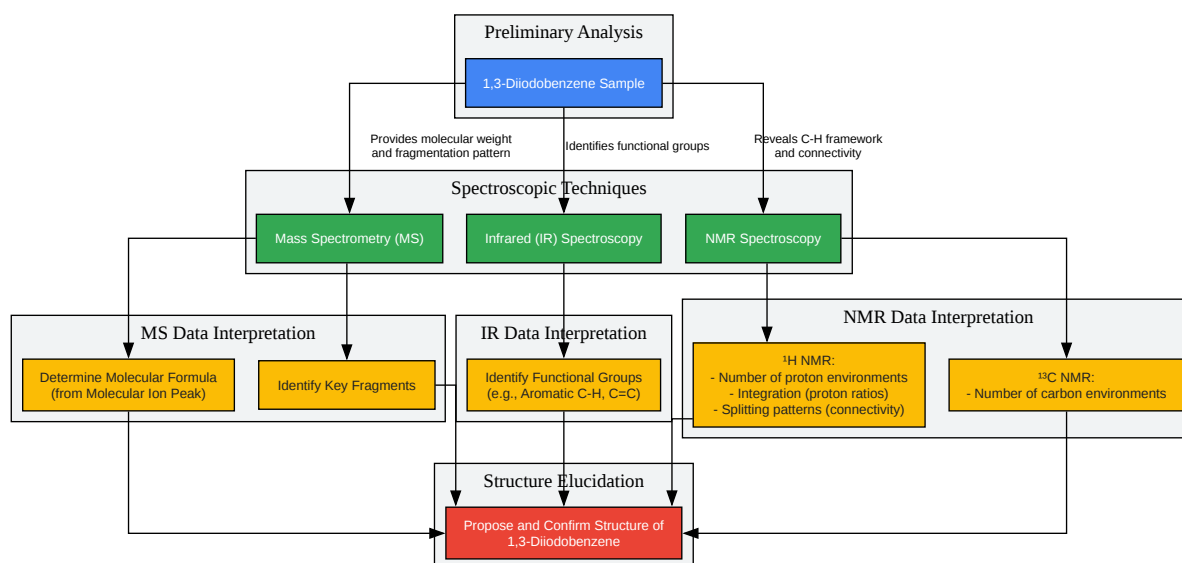 Preliminary Analysis
1,3-Diiodobenzene Sample
Provides molecular weight
and fragmentation pattern
Identifies functional groups
Reveals C-H framework
and connectivity
Spectroscopic Techniques
Mass Spectrometry (MS)
Infrared (IR) Spectroscopy
NMR Spectroscopy
MS Data Interpretation
IR Data Interpretation
NMR Data Interpretation
Determine Molecular Formula
(from Molecular Ion Peak)
Identify Key Fragments
Identify Functional Groups
(e.g., Aromatic C-H, C=C)
¹H NMR:
- Number of proton environments
- Integration (proton ratios)
- Splitting patterns (connectivity)
¹³C NMR:
- Number of carbon environments
Structure Elucidation
Propose and Confirm Structure of
1,3-Diiodobenzene